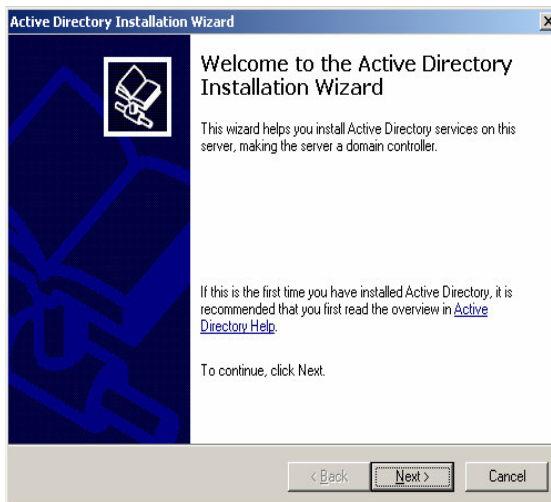 Active Directory Installation Wizard
Welcome to the Active Directory
Installation Wizard
This wizard helps you install Active Directory services on this
server, making the server a domain controller.
If this is the first time you have installed Active Directory, it is
recommended that you first read the overview in Active
Directory Help.
To continue, click Next.
< Back Next > Cancel